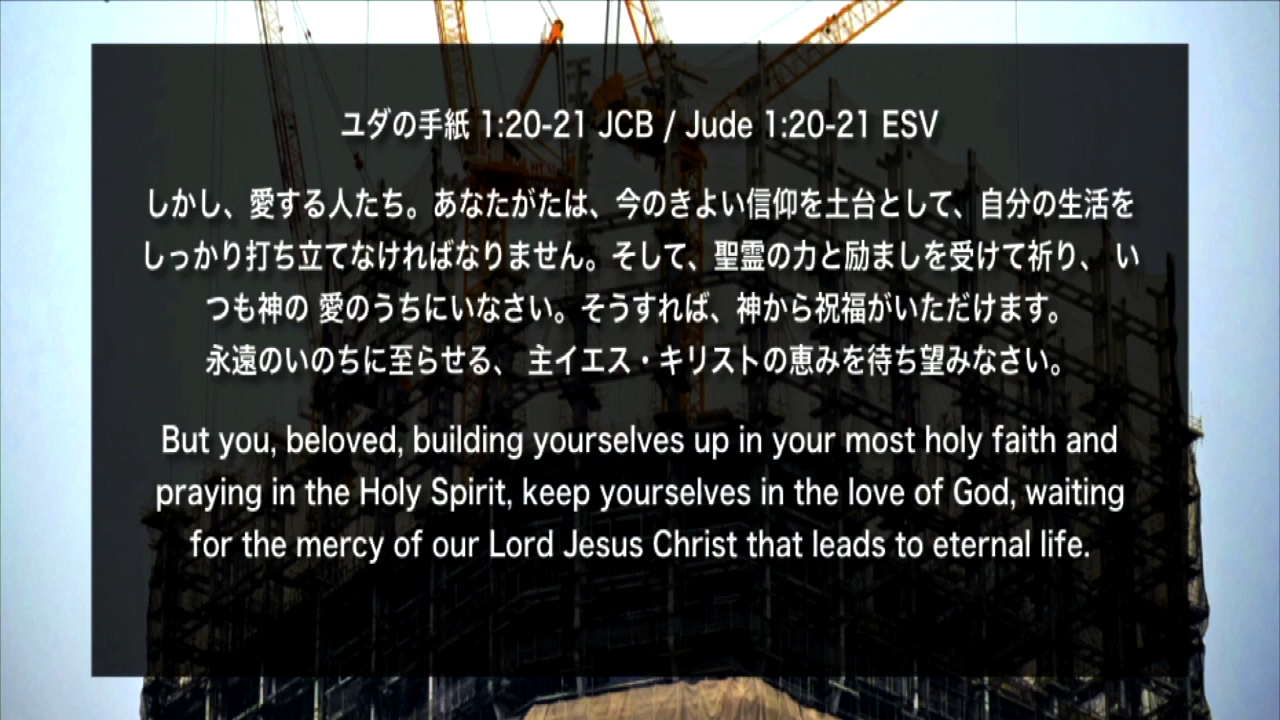 ユダの手紙 1:20-21 JCB / Jude 1:20-21 ESV
しかし、愛する人たち。あなたがたは、今のきよい信仰を土台として、自分の生活を
しっかり打ち立てなければなりません。そして、聖霊の力と励ましを受けて祈り、 い
つも神の 愛のうちにいなさい。そうすれば、神から祝福がいただけます。
永遠のいのちに至らせる、 主イエス・キリストの恵みを待ち望みなさい。
But you, beloved, building yourselves up in your most holy faith and
praying in the Holy Spirit, keep yourselves in the love of God, waiting
for the mercy of our Lord Jesus Christ that leads to eternal life.